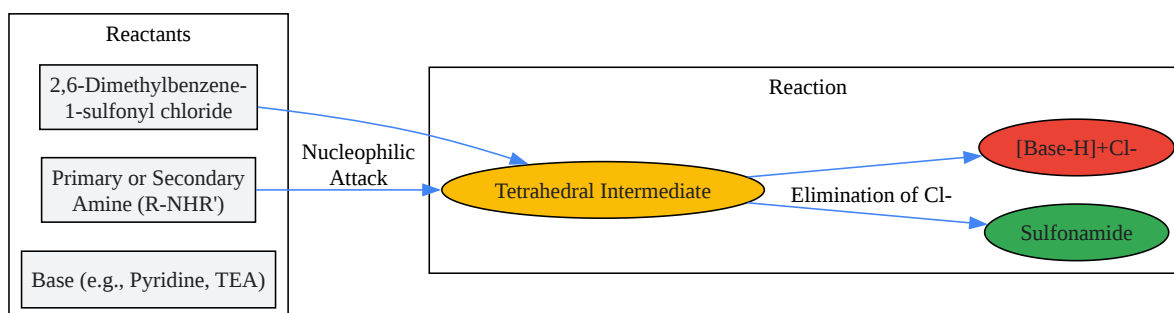 Reactants
2,6-Dimethylbenzene-
1-sulfonyl chloride
Primary or Secondary
Amine (R-NHR')
Base (e.g., Pyridine, TEA)
Nucleophilic
Attack
Reaction
Tetrahedral Intermediate
Elimination of Cl-
[Base-H]+Cl-
Sulfonamide